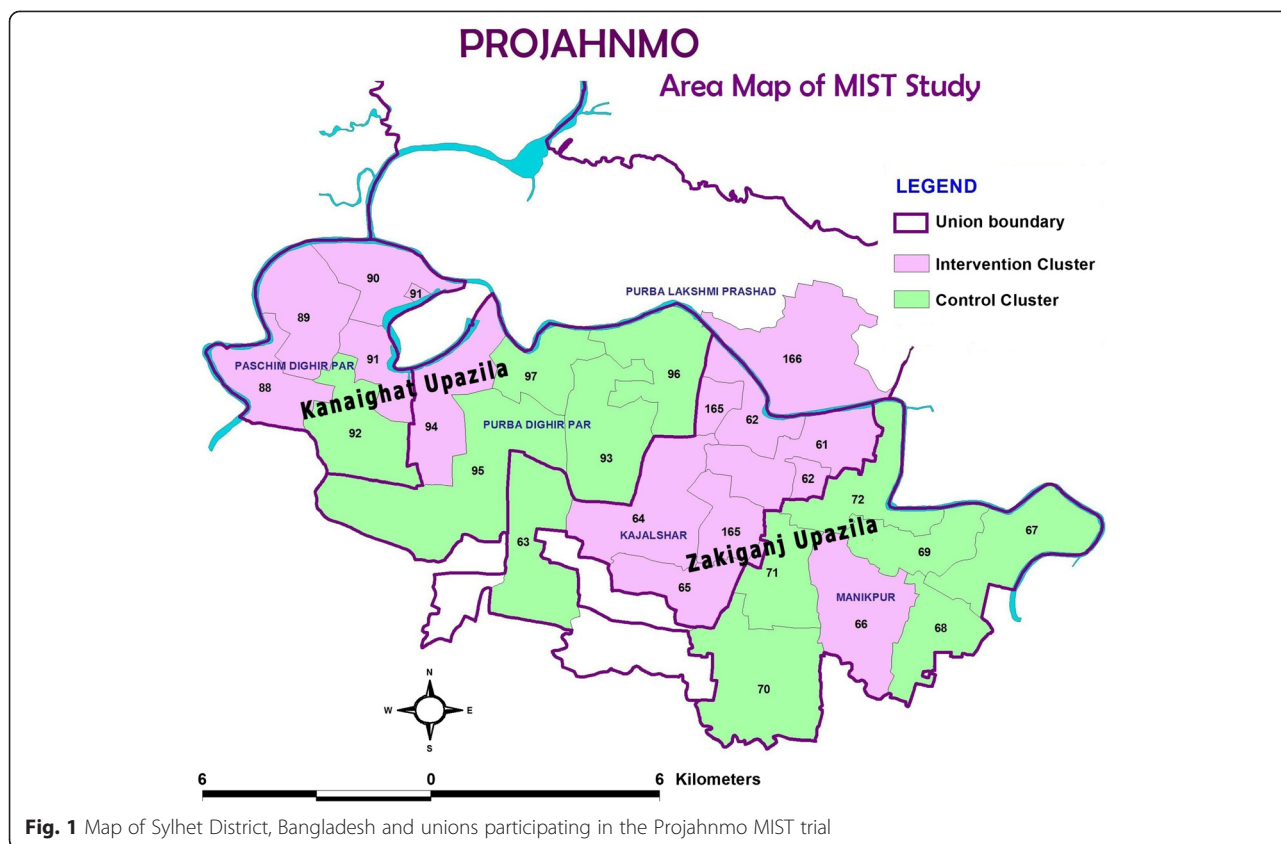 PROJAHNMO
Area Map of MIST Study
LEGEND
Union boundary
Intervention Cluster
Control Cluster
PURBA LAKSHMI PRASHAD
90
91
89
166
PASCHIM DIGHIR PAR
91
97
96
88
Kanaighat Upazila
165
62
92
94
PURBA DIGHIR PAR
61
95
93
62
64
72
KAJALSHAR
165
67
63
Zakiganj Upazila
69
65
71
MANIKPUR
66
68
70
N
W E
S
6 0 6 Kilometers
Fig. 1 Map of Sylhet District, Bangladesh and unions participating in the Projahnmo MIST trial